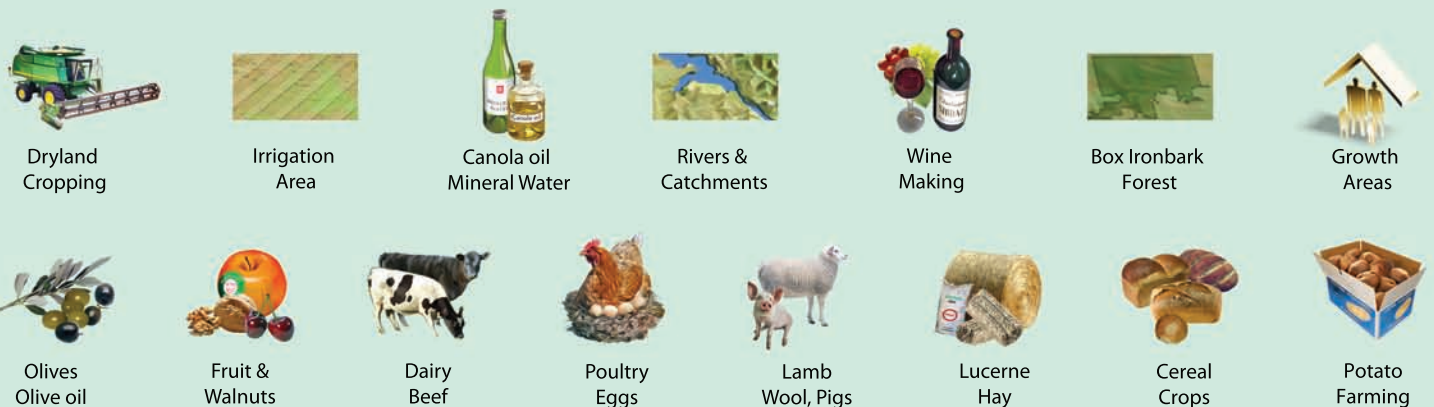 Dryland
Cropping
Irrigation
Area
Canola oil
Mineral Water
Rivers &
Catchments
Wine
Making
Box Ironbark
Forest
Growth
Areas
Olives
Olive oil
Fruit &
Walnuts
Dairy
Beef
Poultry
Eggs
Lamb
Wool, Pigs
Lucerne
Hay
Cereal
Crops
Potato
Farming